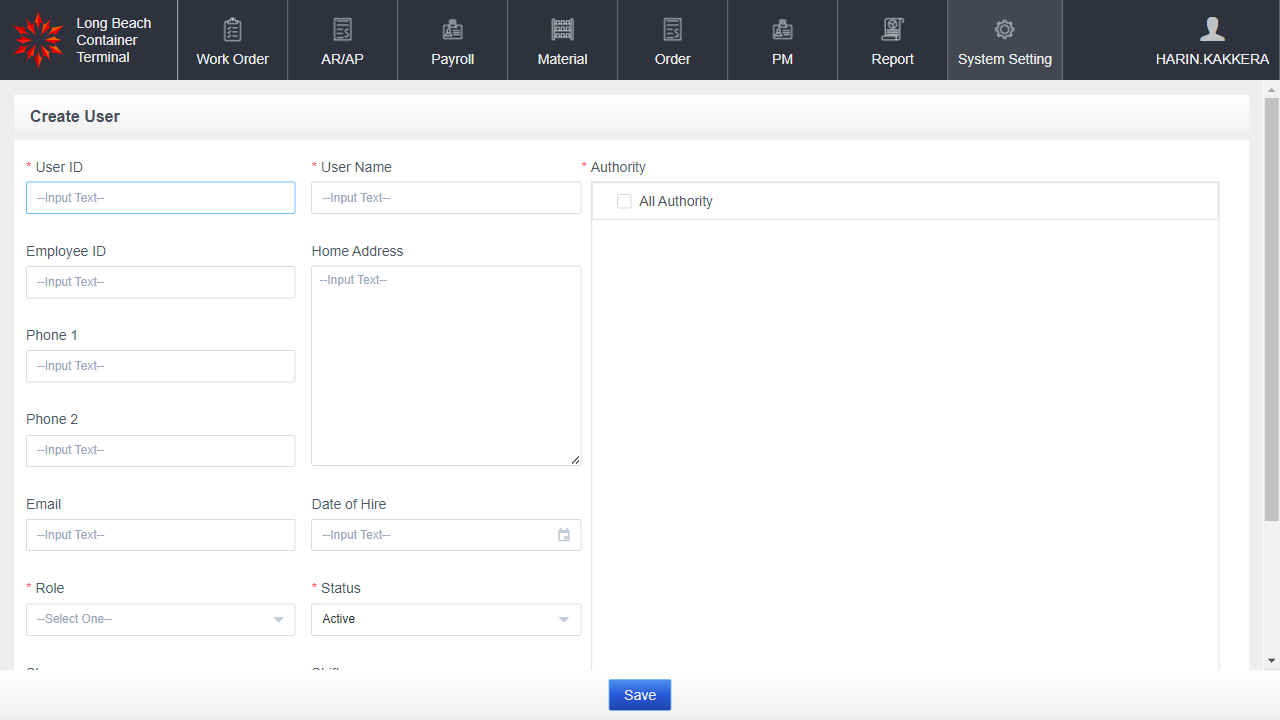 Long Beach
Container
Terminal
Work Order
AR/AP
Payroll
Material
Order
PM
Report
System Setting
HARIN.KAKKERA
Create User
* User ID
* User Name
* Authority
--Input Text--
--Input Text--
All Authority
Employee ID
Home Address
--Input Text--
--Input Text--
Phone 1
--Input Text--
Phone 2
--Input Text--
Email
Date of Hire
--Input Text--
--Input Text--
* Role
* Status
--Select One--
Active
Save